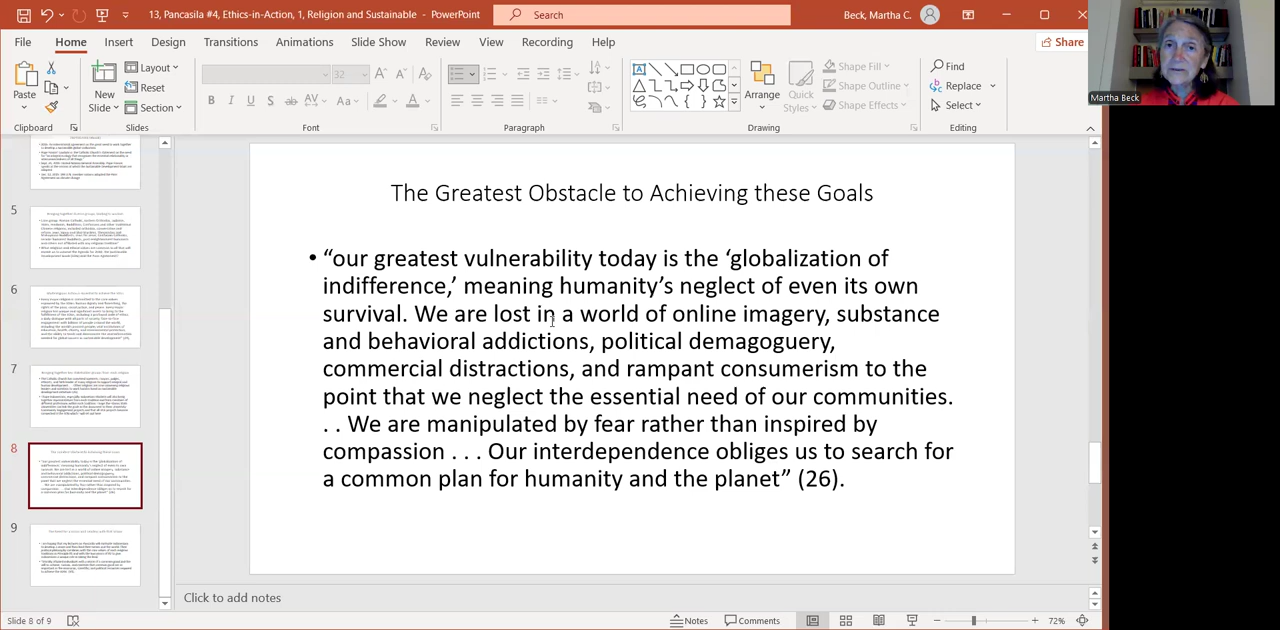 13, Pancasila #4, Ethics-in-Action, 1, Religion and Sustainable - PowerPoint
Search
Beck, Martha C.
File Home Insert Design Transitions Animations Slide Show Review View Recording Help
Share
Paste
Clipboard
New
Slide
Layout
Reset
Section
Slides
32
Font
Paragraph
Arrange
Quick
Styles
Shape Fill
Shape Outline
Shape Effects
Drawing
Find
Replace
Select
Editing
Martha Beck
5
6
7
8
9
The Greatest Obstacle to Achieving these Goals
• “our greatest vulnerability today is the ‘globalization of
indifference,’ meaning humanity’s neglect of even its own
survival. We are lost in a world of online imagery, substance
and behavioral addictions, political demagoguery,
commercial distractions, and rampant consumerism to the
point that we neglect the essential need of our communities.
. . We are manipulated by fear rather than inspired by
compassion . . . Our interdependence obliges us to search for
a common plan for humanity and the planet” (26).
Click to add notes
Slide 8 of 9
Notes
Comments
72%